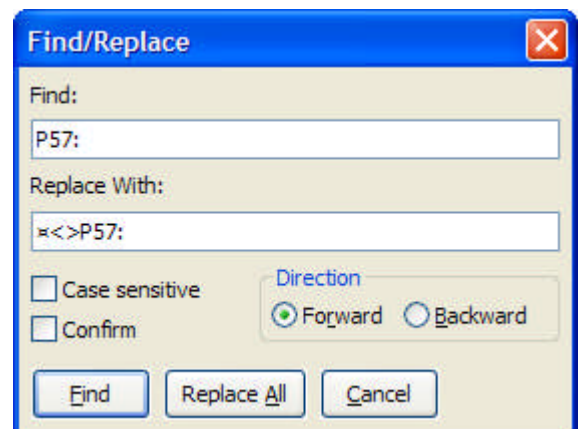 Find/Replace
Find:
P57:
Replace With:
¤<>P57:
Case sensitive
Confirm
Direction
Forward
Backward
Find
Replace All
Cancel